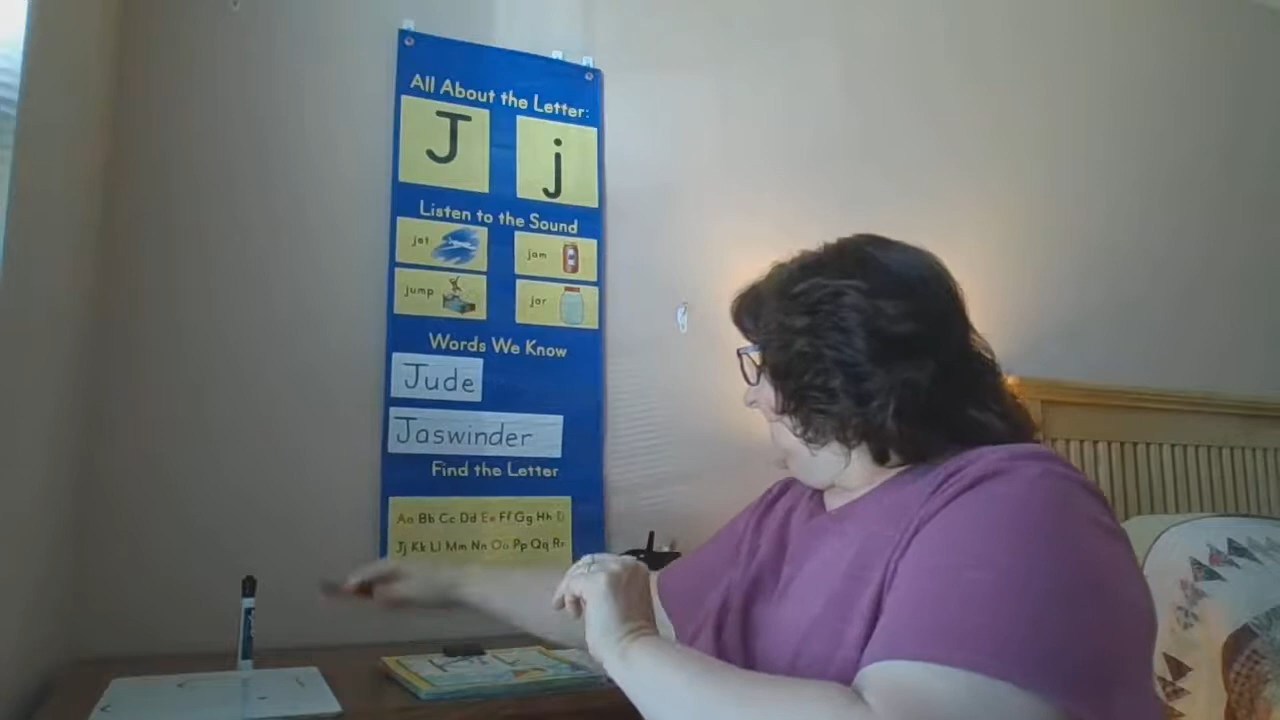 All About the Letter:
J j
Listen to the Sound
jet jam
jump jar
Words We Know
Jude
Jaswinder
Find the Letter
Aa Bb Cc Dd Ee Ff Gg Hh
Jj Kk Ll Mm Nn Oo Pp Qq Rr